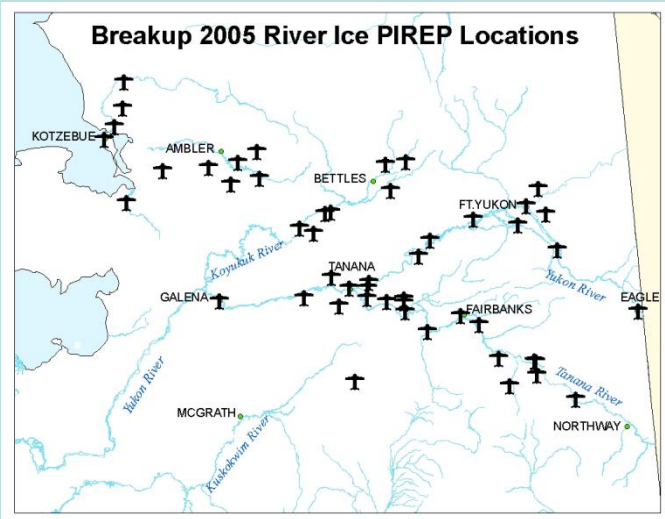 Breakup 2005 River Ice PIREP Locations
KOTZEBUE
AMBLER
BETTLES
FT.YUKON
Koyukuk River
TANANA
Yukon River
GALENA
EAGLE
FAIRBANKS
Yukon River
Tanana River
MCGRATH
Kuskokwim River
NORTHWAY